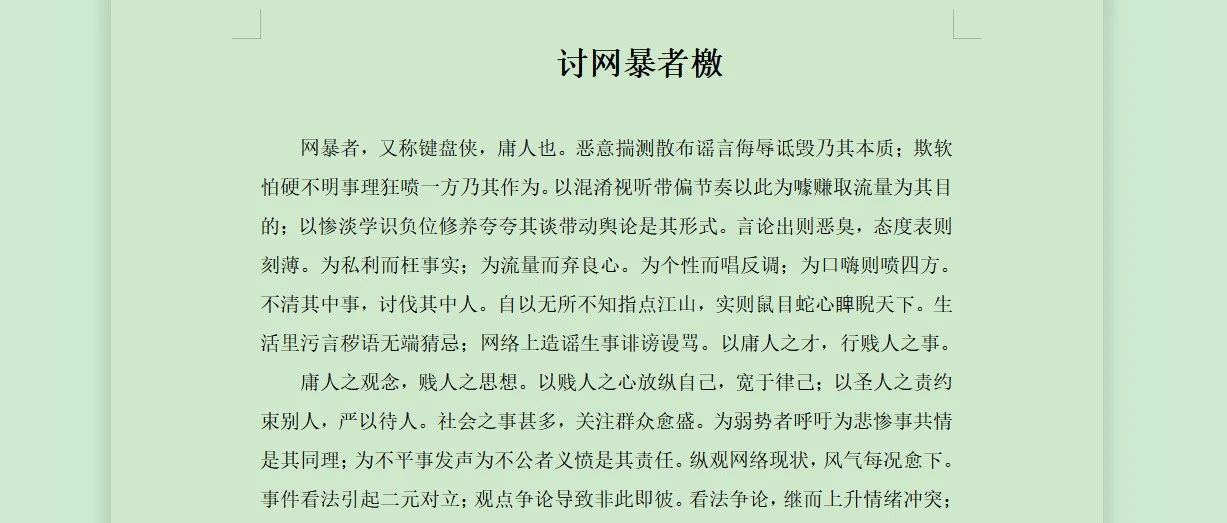 讨网暴者檄
网暴者，又称键盘侠，庸人也。恶意揣测散布谣言侮辱诋毁乃其本质；欺软
怕硬不明事理狂喷一方乃其作为。以混淆视听带偏节奏以此为噱赚取流量为其目
的；以惨淡学识负位修养夸夸其谈带动舆论是其形式。言论出则恶臭，态度表则
刻薄。为私利而枉事实；为流量而弃良心。为个性而唱反调；为口嗨则喷四方。
不清其中事，讨伐其中人。自以无所不知指点江山，实则鼠目蛇心睥睨天下。生
活里污言秽语无端猜忌；网络上造谣生事诽谤谩骂。以庸人之才，行贱人之事。
庸人之观念，贱人之思想。以贱人之心放纵自己，宽于律己；以圣人之责约
束别人，严以待人。社会之事甚多，关注群众愈盛。为弱势者呼吁为悲惨事共情
是其同理；为不平事发声为不公者义愤是其责任。纵观网络现状，风气每况愈下。
事件看法引起二元对立；观点争论导致非此即彼。看法争论，继而上升情绪冲突；